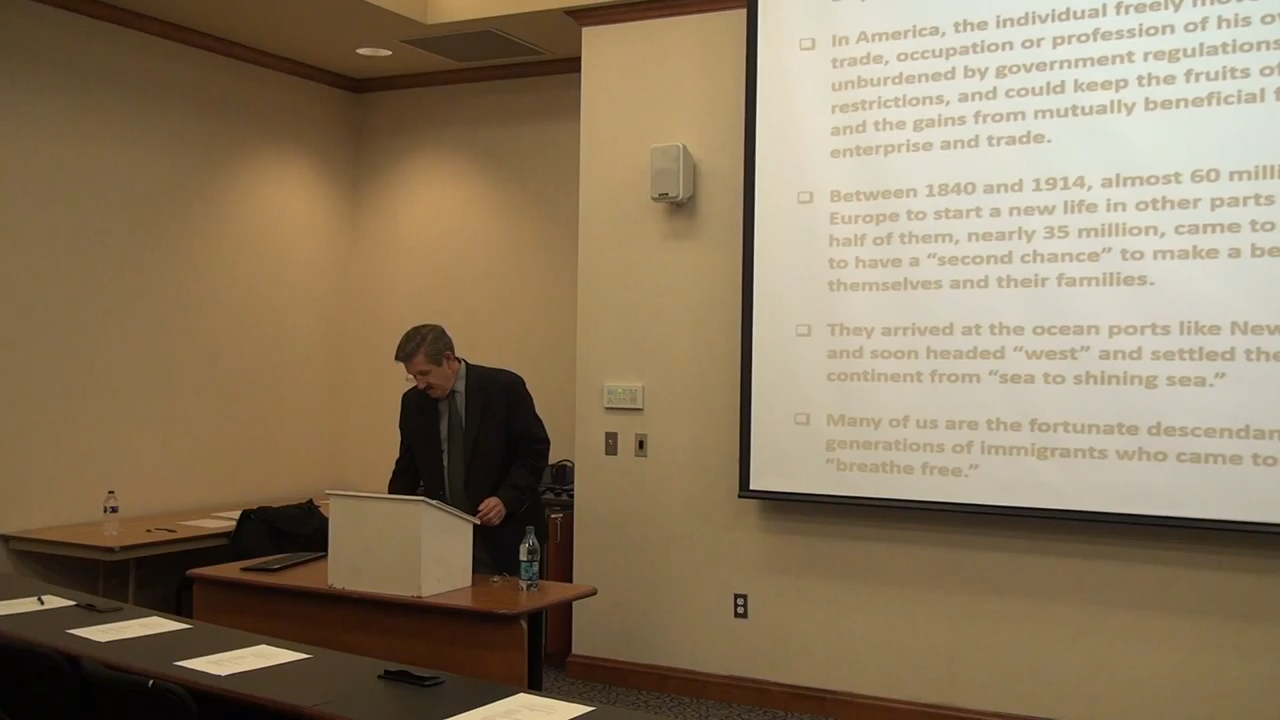 In America, the individual freely
trade, occupation or profession of his
unburdened by government regulations
restrictions, and could keep the fruits of
and the gains from mutually beneficial
enterprise and trade.
Between 1840 and 1914, almost 60
Europe to start a new life in other parts
half of them, nearly 35 million, came to
to have a “second chance” to make a
themselves and their families.
They arrived at the ocean ports like New
and soon headed “west” and settled
continent from “sea to shining sea.”
Many of us are the fortunate
generations of immigrants who came to
“breathe free.”